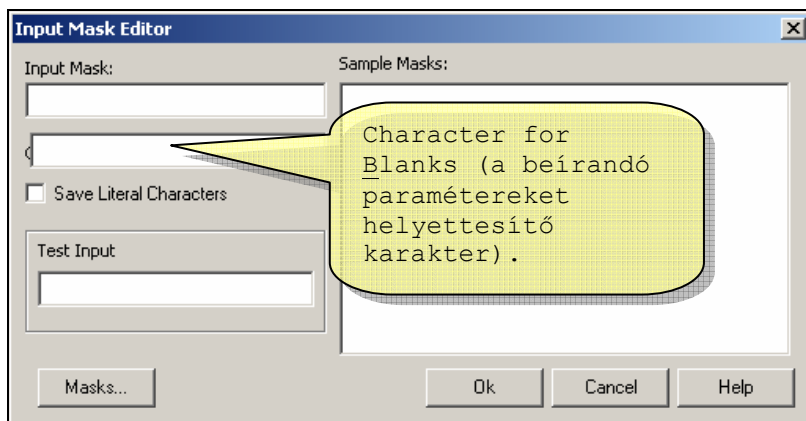 Input Mask Editor
Input Mask:
Sample Masks:
Character for
Blanks (a beírandó
paramétereket
helyettesítő
karakter).
Save Literal Characters
Test Input
Masks...
Ok
Cancel
Help